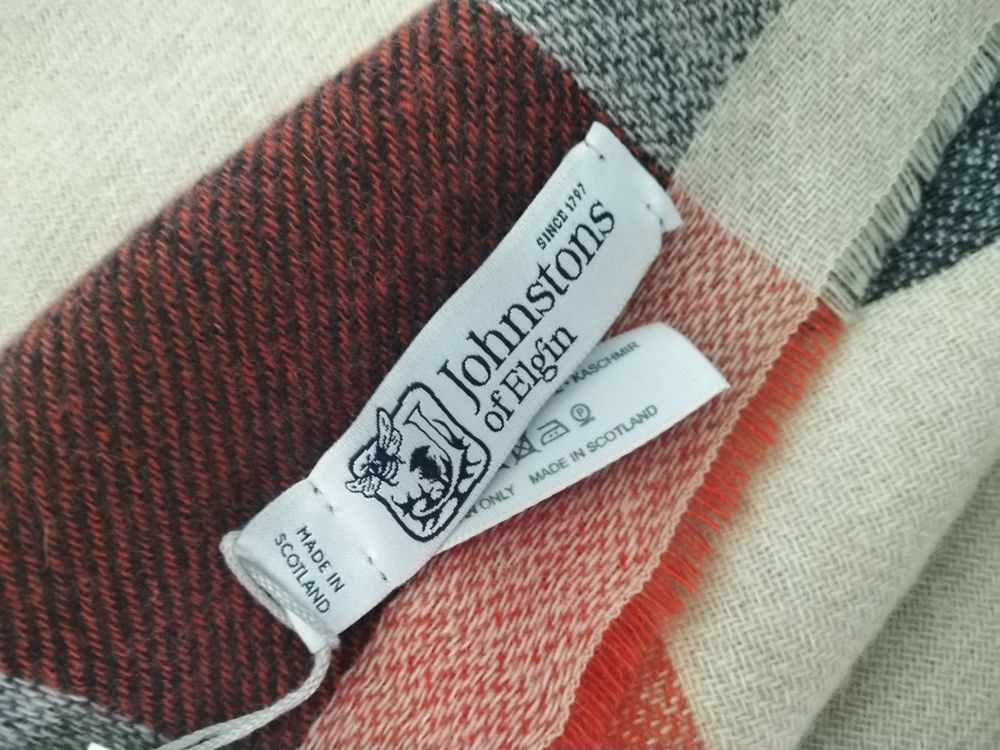 SINCE 1797
Johnstons
of Elgin
MADE IN
SCOTLAND
KASCHMIR
P
MADE IN SCOTLAND
ONLY